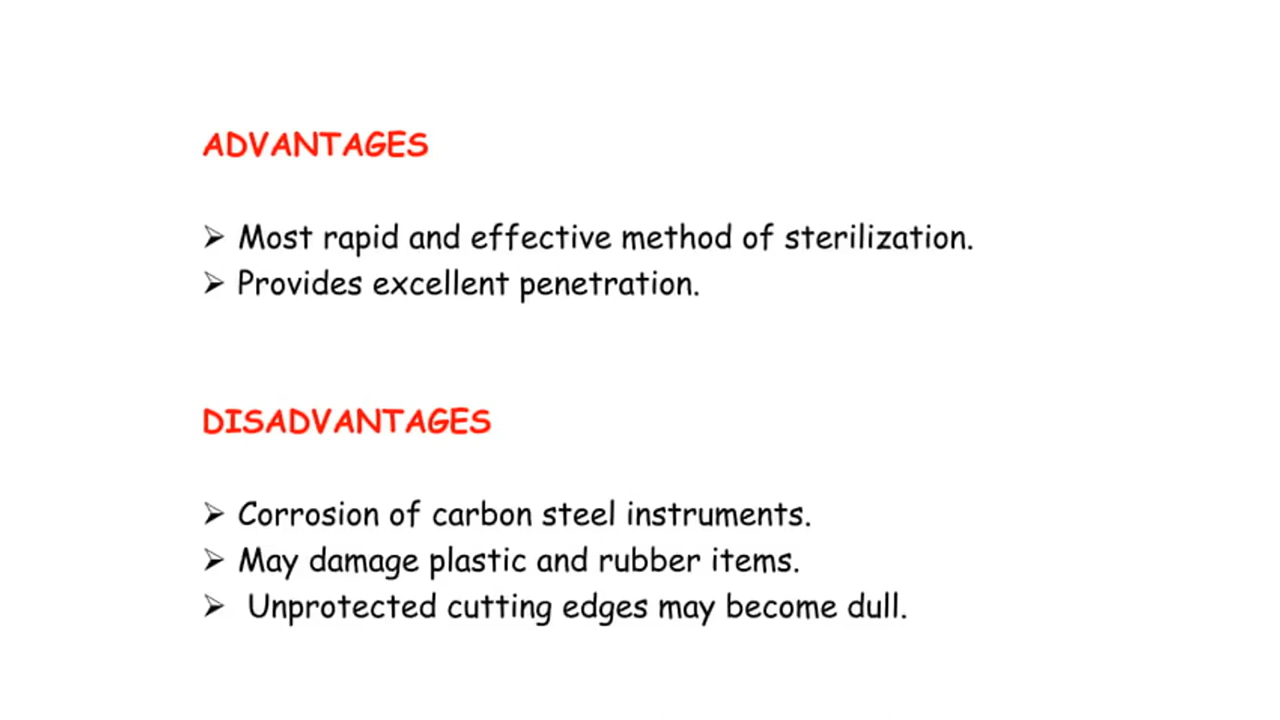 ADVANTAGES
➢ Most rapid and effective method of sterilization.
➢ Provides excellent penetration.
DISADVANTAGES
➢ Corrosion of carbon steel instruments.
➢ May damage plastic and rubber items.
➢ Unprotected cutting edges may become dull.